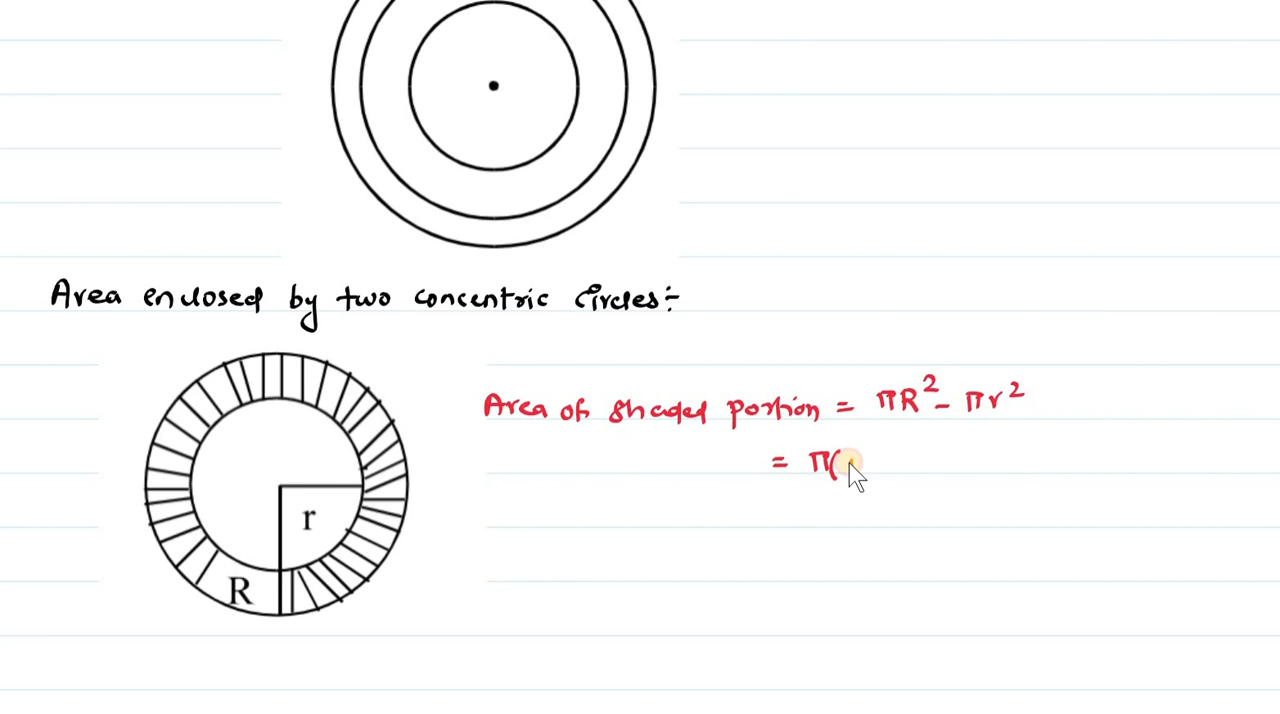 Area enclosed by two concentric circles:-
Area of shaded portion = πR² - πr²
= π(
r
R